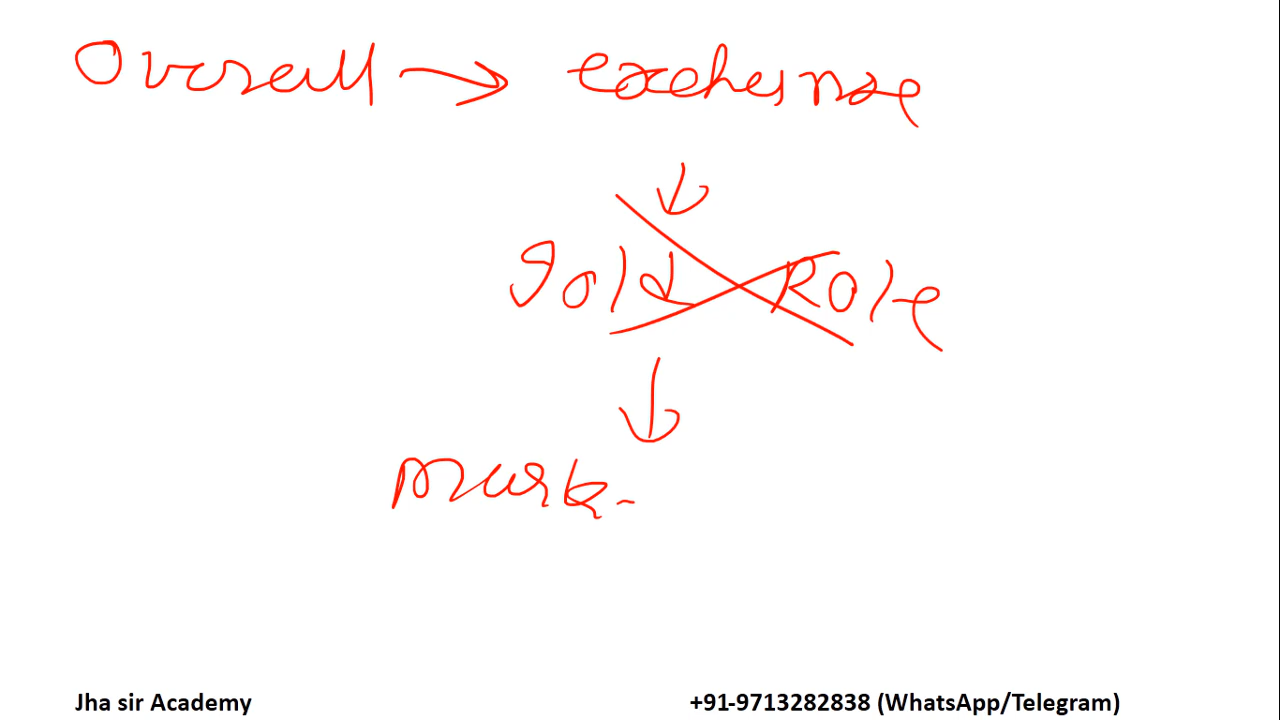 Overall → exchange
Gold Role
mark-
Jha sir Academy
+91-9713282838 (WhatsApp/Telegram)